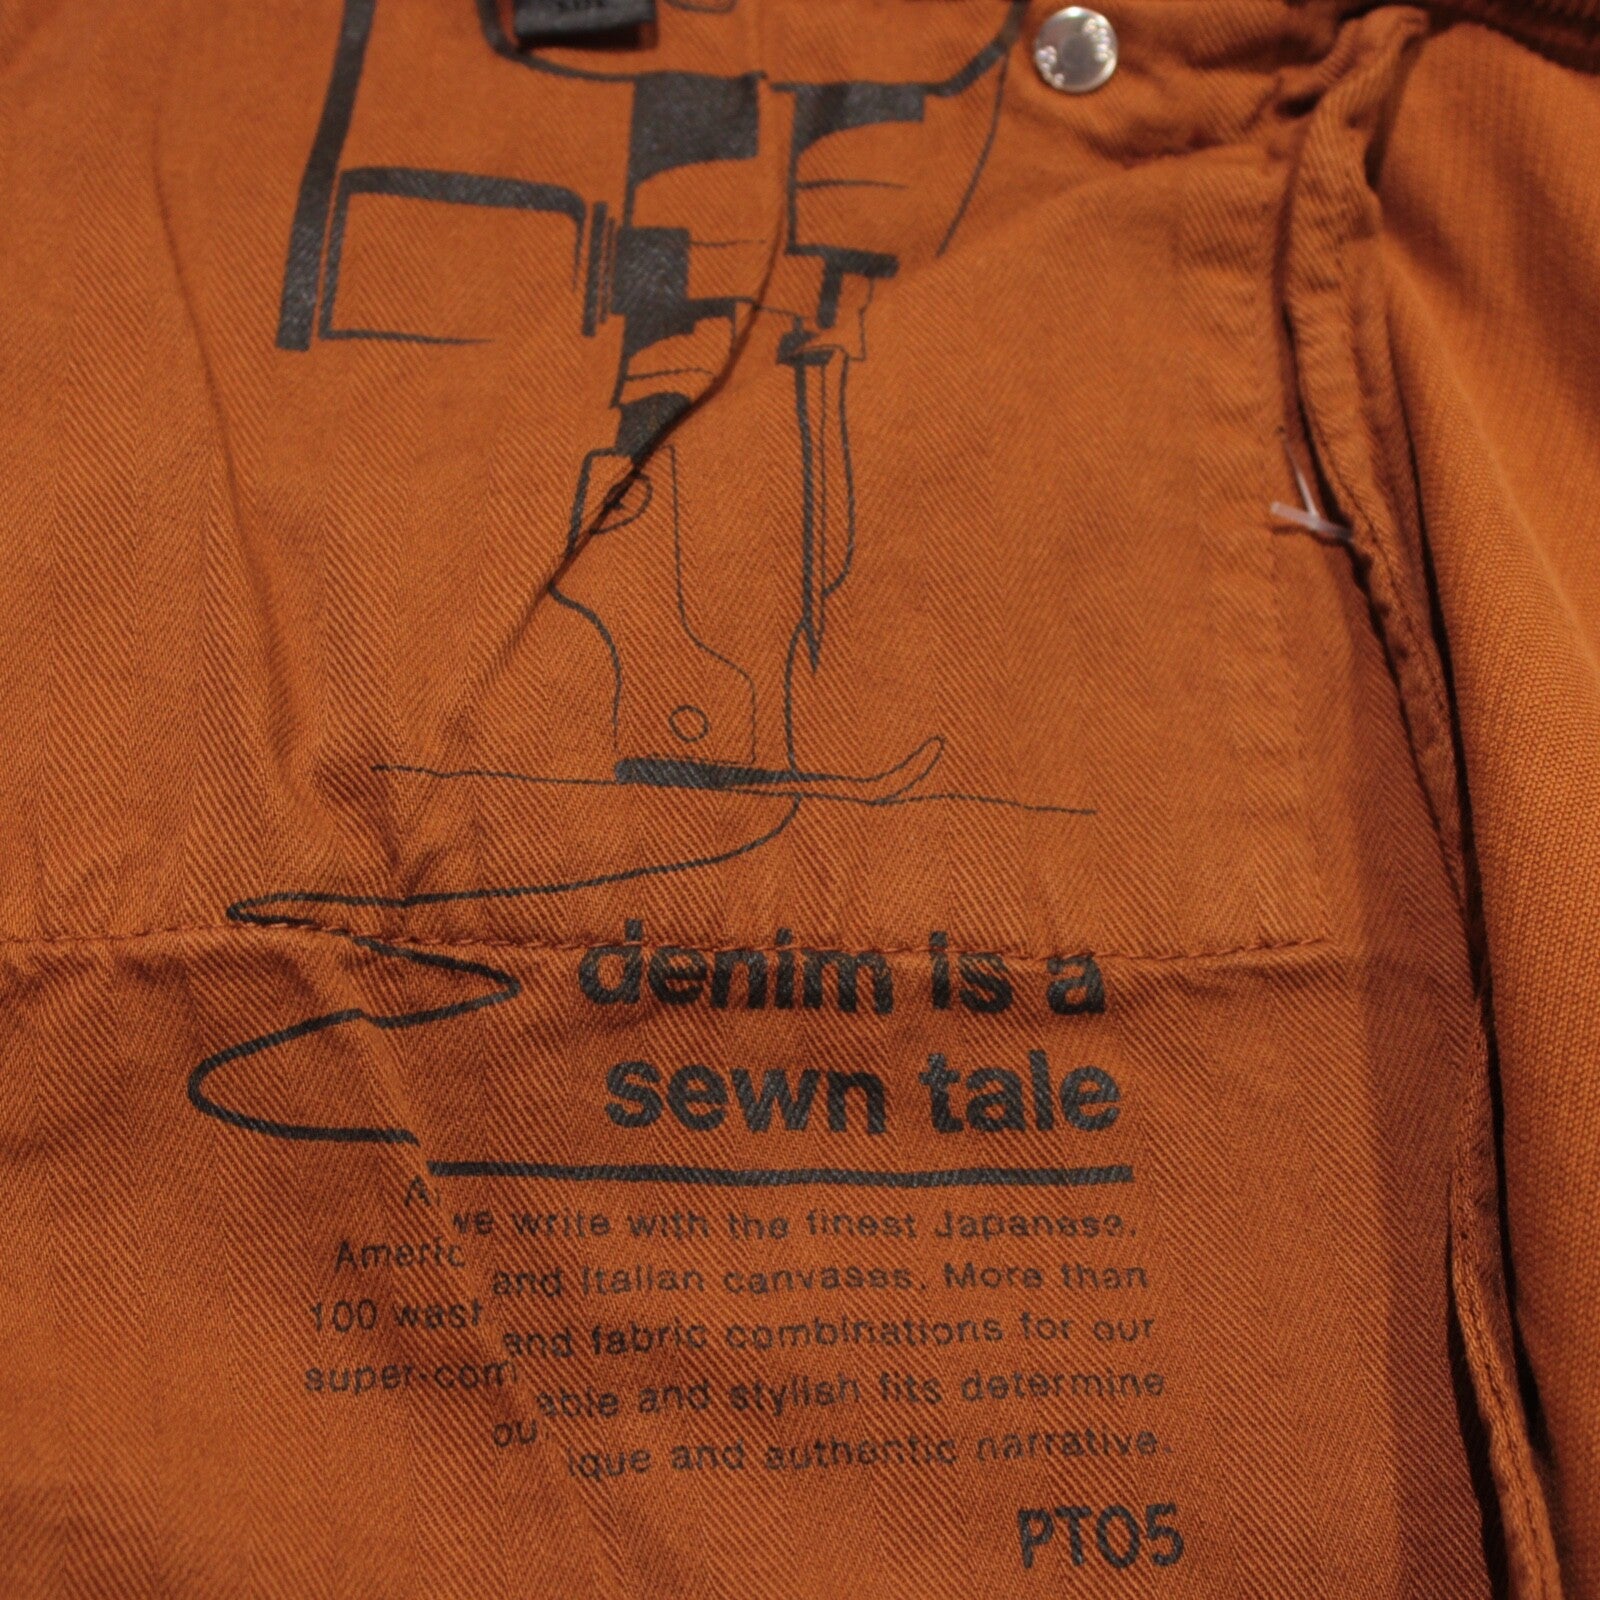 denim is a
sewn tale
we write with the finest Japanese,
Americ and Italian canvases. More than
100 wash and fabric combinations for our
super-com able and stylish fits determine
ou ique and authentic narrative.
PT05